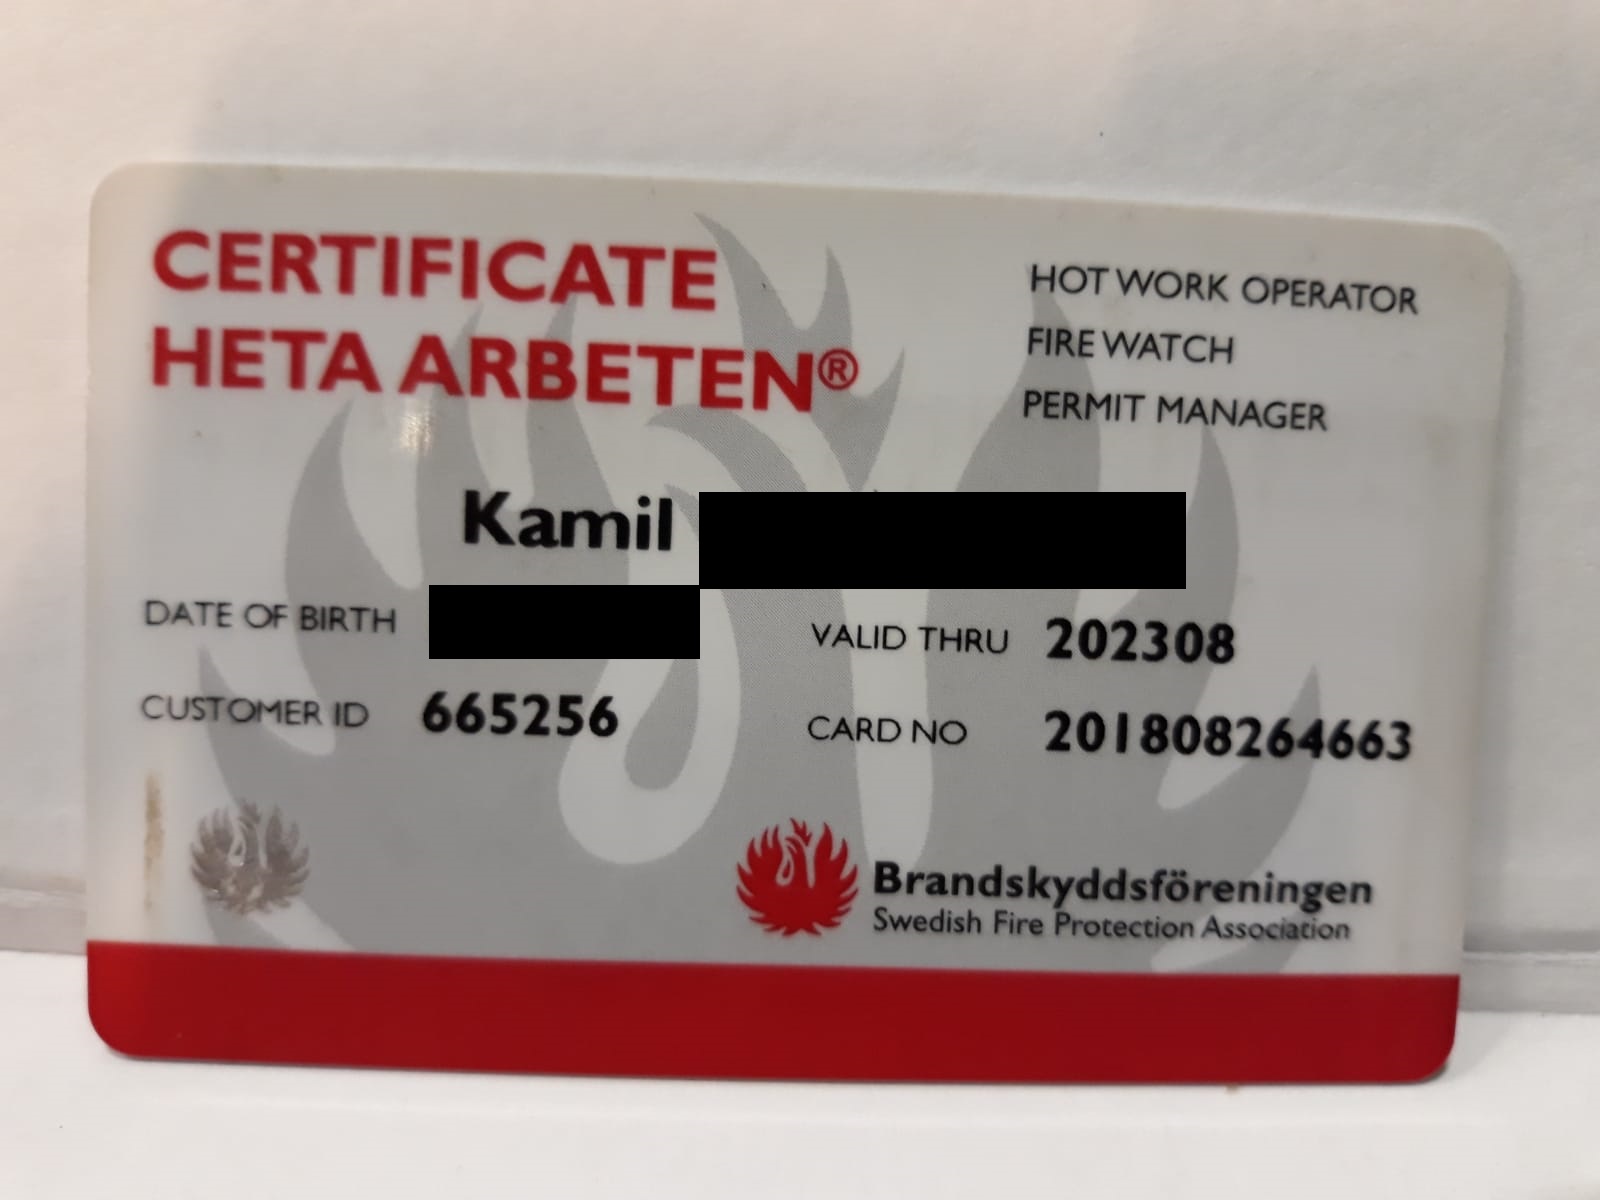 CERTIFICATE
HETA ARBETEN®
HOT WORK OPERATOR
FIRE WATCH
PERMIT MANAGER
Kamil
DATE OF BIRTH
VALID THRU 202308
CUSTOMER ID 665256
CARD NO 201808264663
Brandskyddsföreningen
Swedish Fire Protection Association